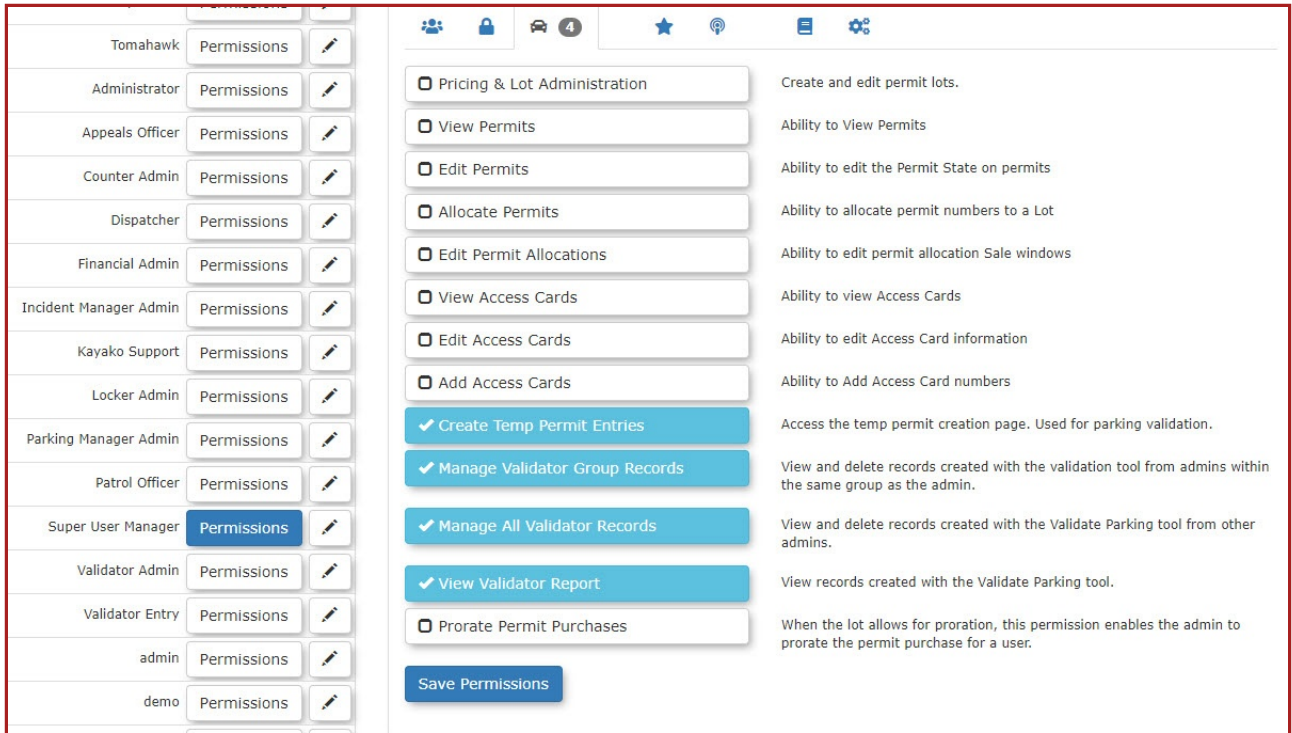 Tomahawk Permissions
Administrator Permissions
Appeals Officer Permissions
Counter Admin Permissions
Dispatcher Permissions
Financial Admin Permissions
Incident Manager Admin Permissions
Kayako Support Permissions
Locker Admin Permissions
Parking Manager Admin Permissions
Patrol Officer Permissions
Super User Manager Permissions
Validator Admin Permissions
Validator Entry Permissions
admin Permissions
demo Permissions
4
Pricing & Lot Administration
Create and edit permit lots.
View Permits
Ability to View Permits
Edit Permits
Ability to edit the Permit State on permits
Allocate Permits
Ability to allocate permit numbers to a Lot
Edit Permit Allocations
Ability to edit permit allocation Sale windows
View Access Cards
Ability to view Access Cards
Edit Access Cards
Ability to edit Access Card information
Add Access Cards
Ability to Add Access Card numbers
Create Temp Permit Entries
Access the temp permit creation page. Used for parking validation.
Manage Validator Group Records
View and delete records created with the validation tool from admins within
the same group as the admin.
Manage All Validator Records
View and delete records created with the Validate Parking tool from other
admins.
View Validator Report
View records created with the Validate Parking tool.
Prorate Permit Purchases
When the lot allows for proration, this permission enables the admin to
prorate the permit purchase for a user.
Save Permissions